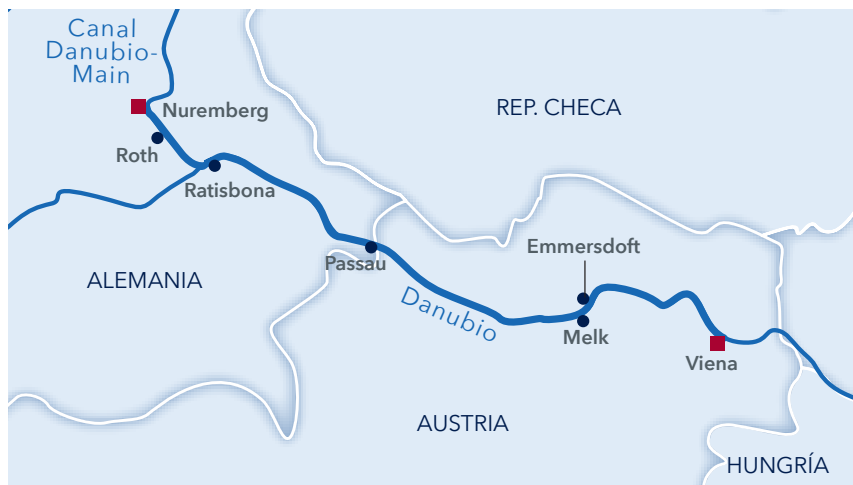 Canal
Danubio-
Main
Nuremberg
REP. CHECA
Roth
Ratisbona
Emmersdoft
Passau
ALEMANIA
Danubio
Melk
Viena
AUSTRIA
HUNGRÍA